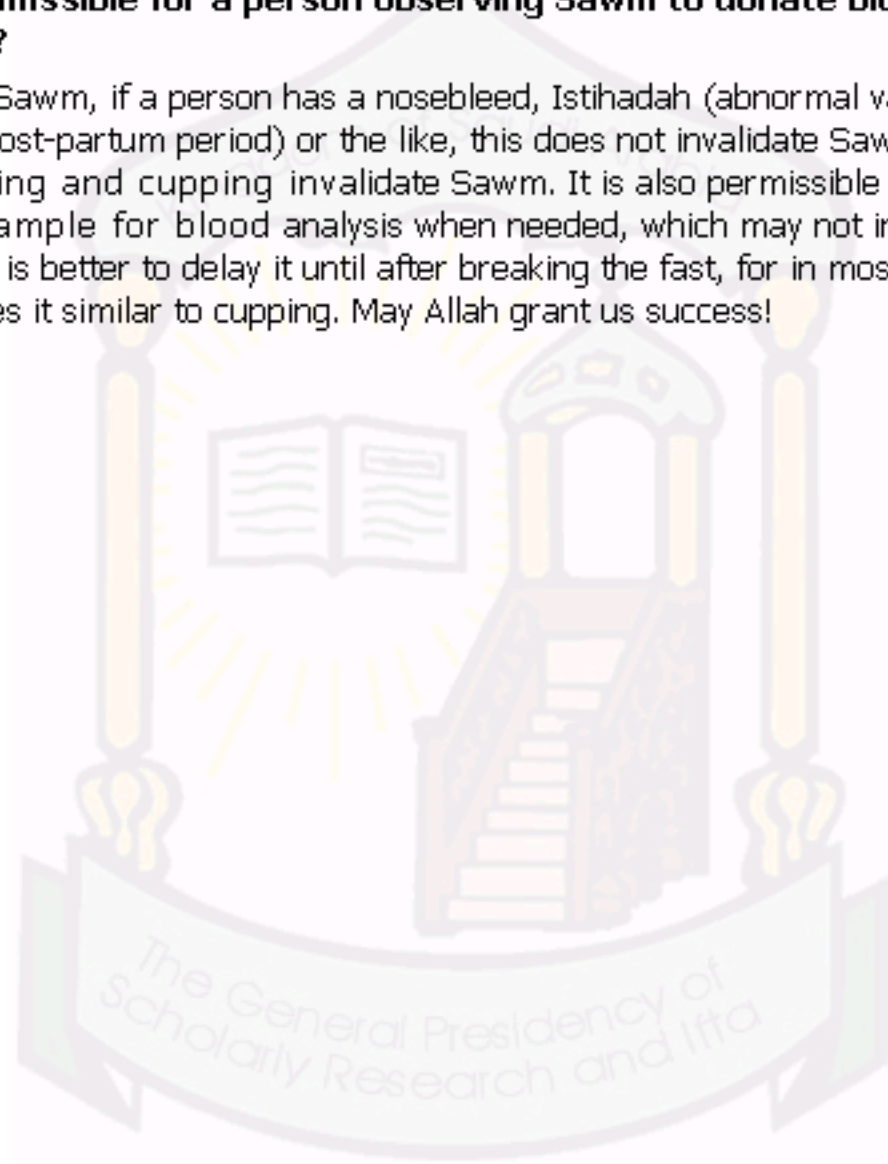 missible for a person observing Sawm to donate blo
?
Sawm, if a person has a nosebleed, Istihadah (abnormal va
ost-partum period) or the like, this does not invalidate Saw
ing and cupping invalidate Sawm. It is also permissible
ample for blood analysis when needed, which may not in
is better to delay it until after breaking the fast, for in mos
es it similar to cupping. May Allah grant us success!
Kingdom of Saudi Arabia
The General Presidency of
Scholarly Research and Ifta